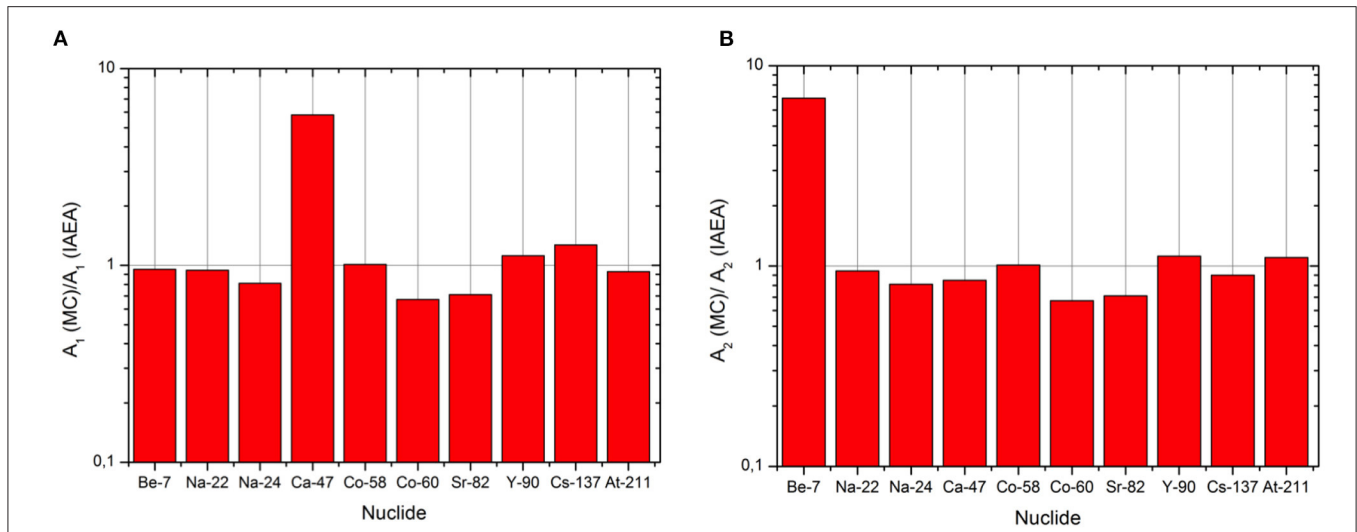 A
10
1
0,1
A₁ (MC)/A₁ (IAEA)
Be-7 Na-22 Na-24 Ca-47 Co-58 Co-60 Sr-82 Y-90 Cs-137 At-211
Nuclide
B
10
1
0,1
A₂ (MC)/ A₂ (IAEA)
Be-7 Na-22 Na-24 Ca-47 Co-58 Co-60 Sr-82 Y-90 Cs-137 At-211
Nuclide